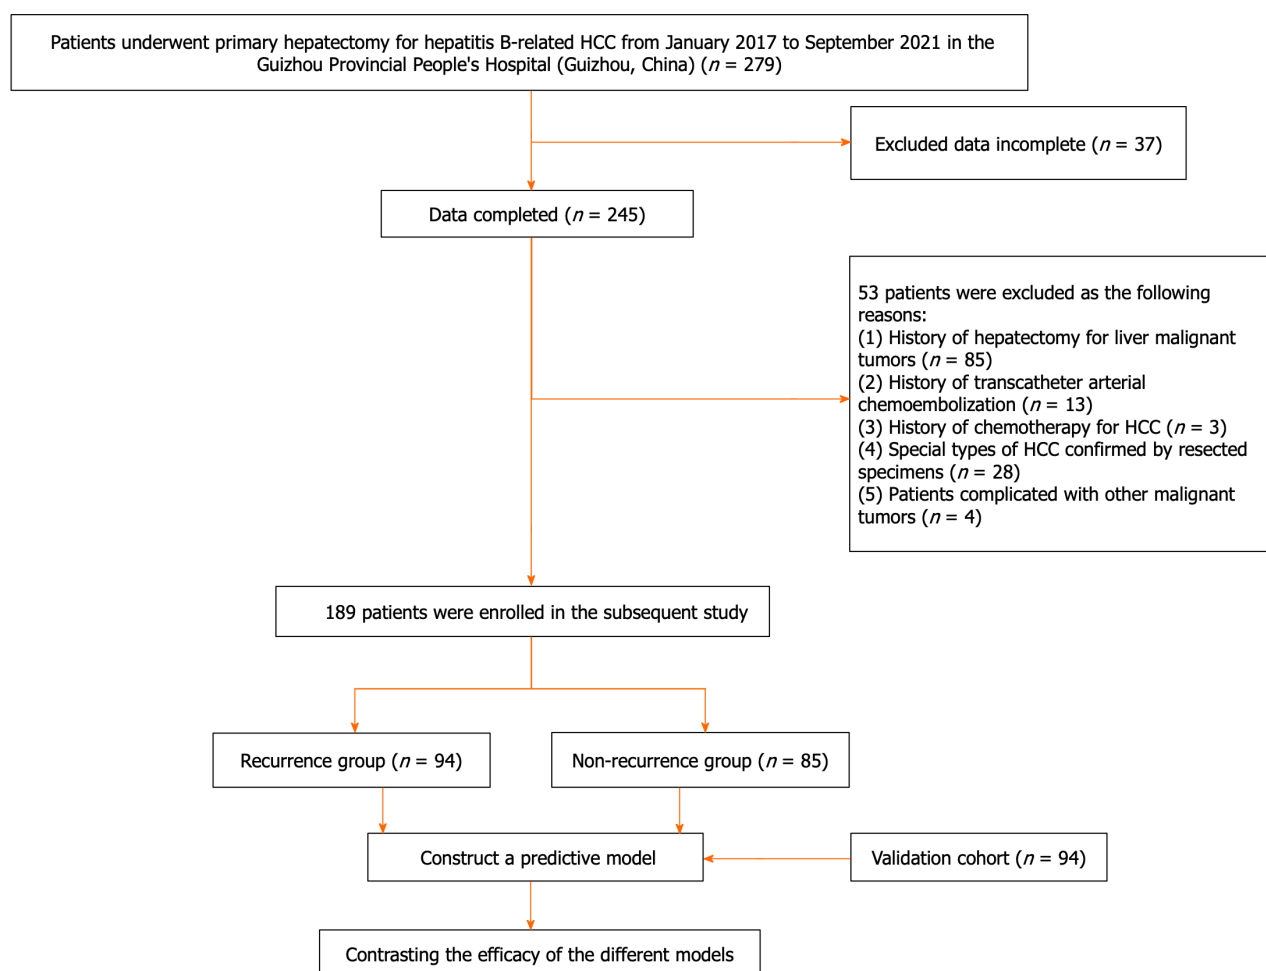 Patients underwent primary hepatectomy for hepatitis B-related HCC from January 2017 to September 2021 in the
Guizhou Provincial People's Hospital (Guizhou, China) (n = 279)
Excluded data incomplete (n = 37)
Data completed (n = 245)
53 patients were excluded as the following
reasons:
(1) History of hepatectomy for liver malignant
tumors (n = 85)
(2) History of transcatheter arterial
chemoembolization (n = 13)
(3) History of chemotherapy for HCC (n = 3)
(4) Special types of HCC confirmed by resected
specimens (n = 28)
(5) Patients complicated with other malignant
tumors (n = 4)
189 patients were enrolled in the subsequent study
Recurrence group (n = 94)
Non-recurrence group (n = 85)
Construct a predictive model
Validation cohort (n = 94)
Contrasting the efficacy of the different models